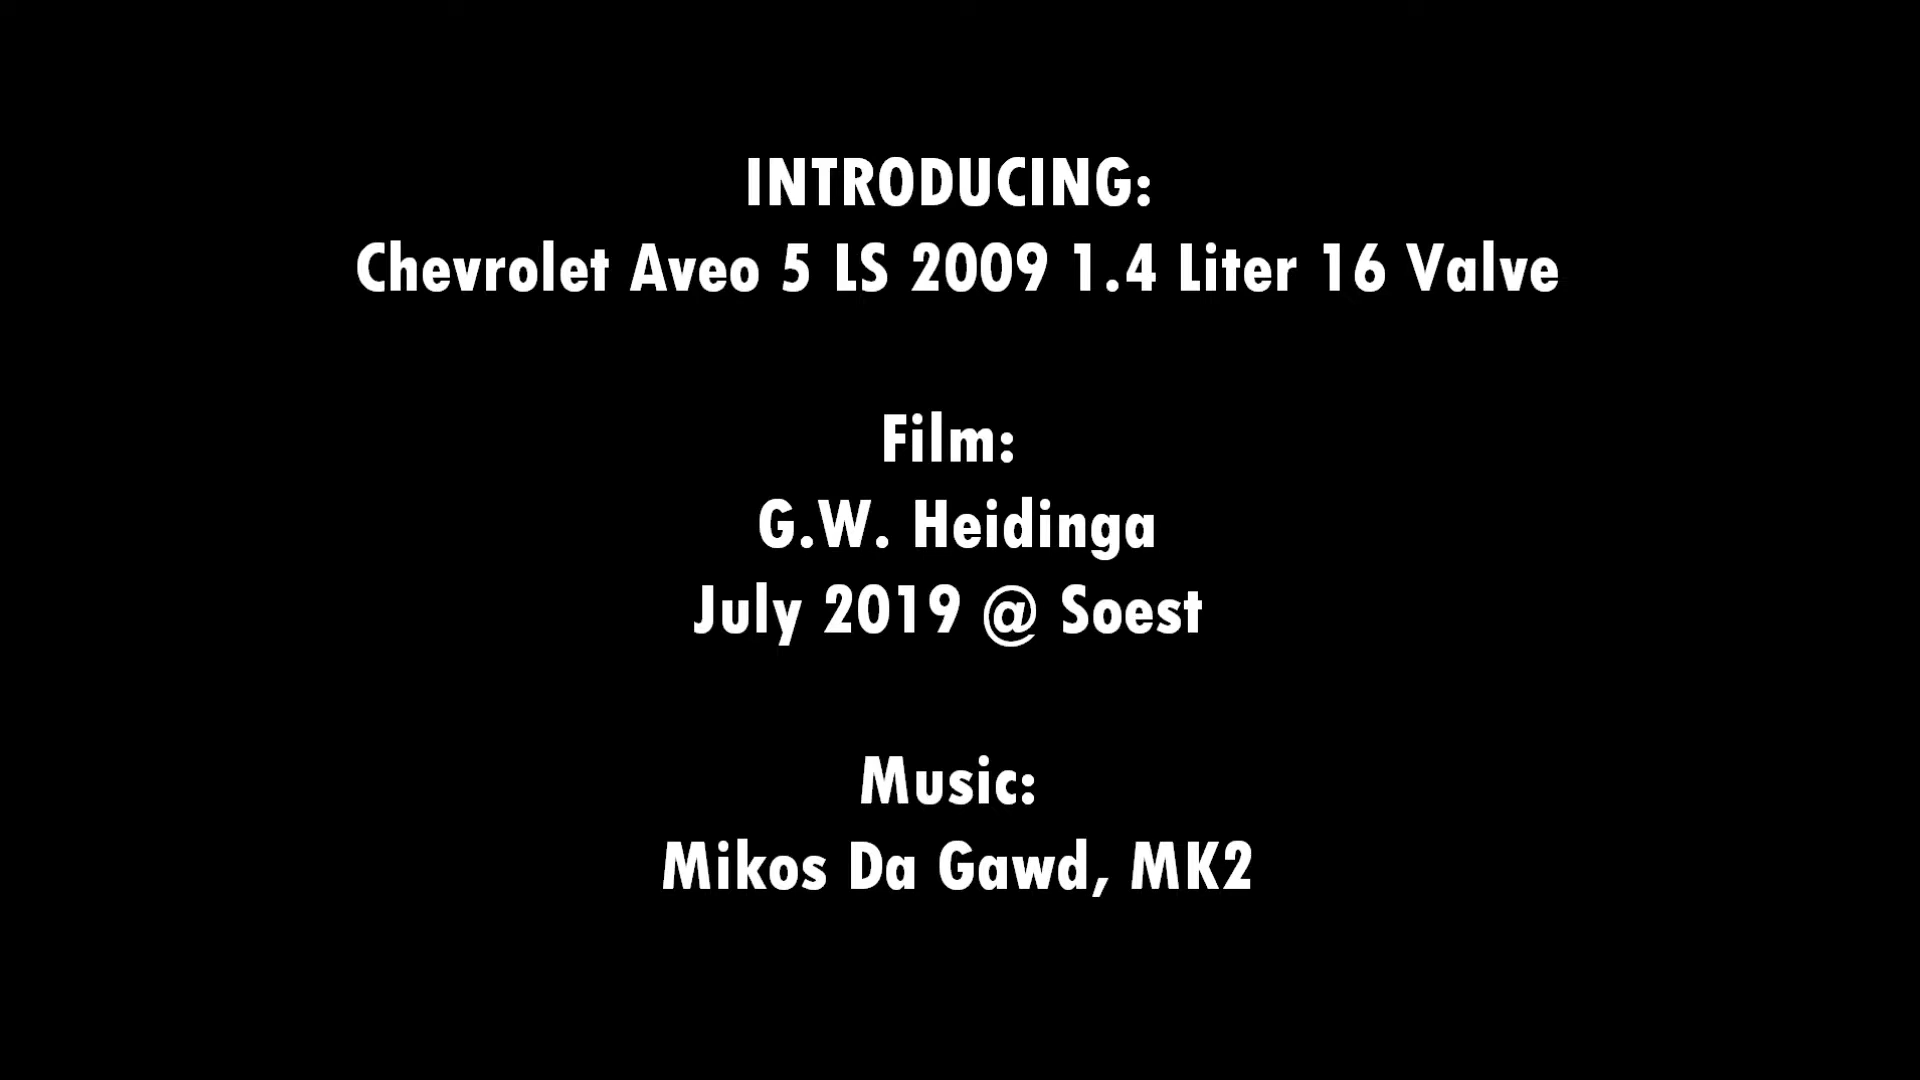 INTRODUCING:
Chevrolet Aveo 5 LS 2009 1.4 Liter 16 Valve
Film:
G.W. Heidinga
July 2019 @ Soest
Music:
Mikos Da Gawd, MK2